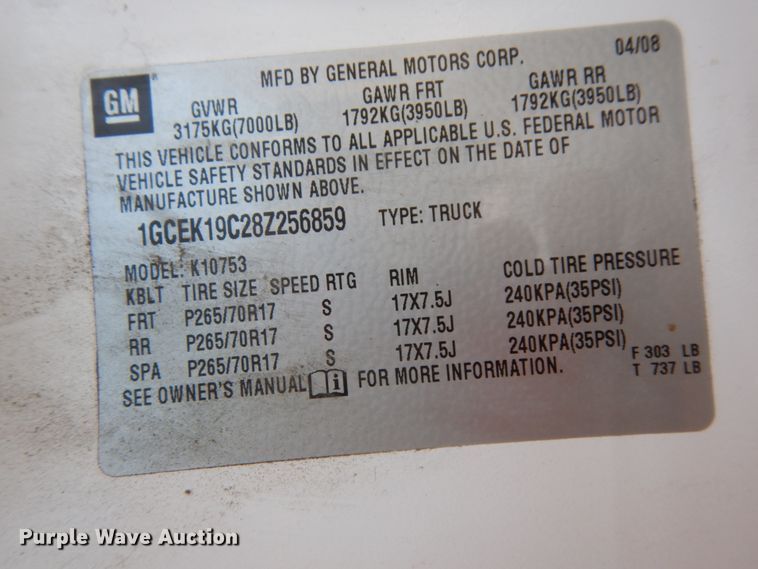 GM®
MFD BY GENERAL MOTORS CORP. 04/08
GVWR GAWR FRT GAWR RR
3175KG(7000LB) 1792KG(3950LB) 1792KG(3950LB)
THIS VEHICLE CONFORMS TO ALL APPLICABLE U.S. FEDERAL MOTOR
VEHICLE SAFETY STANDARDS IN EFFECT ON THE DATE OF
MANUFACTURE SHOWN ABOVE.
1GCEK19C28Z256859 TYPE: TRUCK
MODEL: K10753
KBLT TIRE SIZE SPEED RTG RIM COLD TIRE PRESSURE
FRT P265/70R17 S 17X7.5J 240KPA(35PSI)
RR P265/70R17 S 17X7.5J 240KPA(35PSI)
SPA P265/70R17 S 17X7.5J 240KPA(35PSI)
SEE OWNER'S MANUAL i FOR MORE INFORMATION.
F 303 LB
T 737 LB
Purple Wave Auction